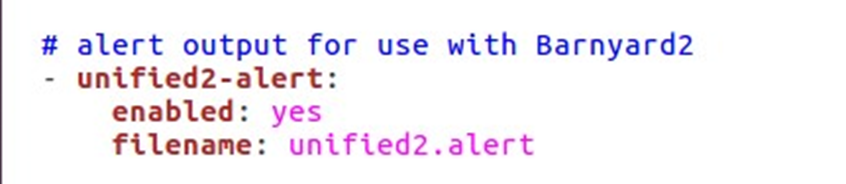 # alert output for use with Barnyard2
- unified2-alert:
enabled: yes
filename: unified2.alert